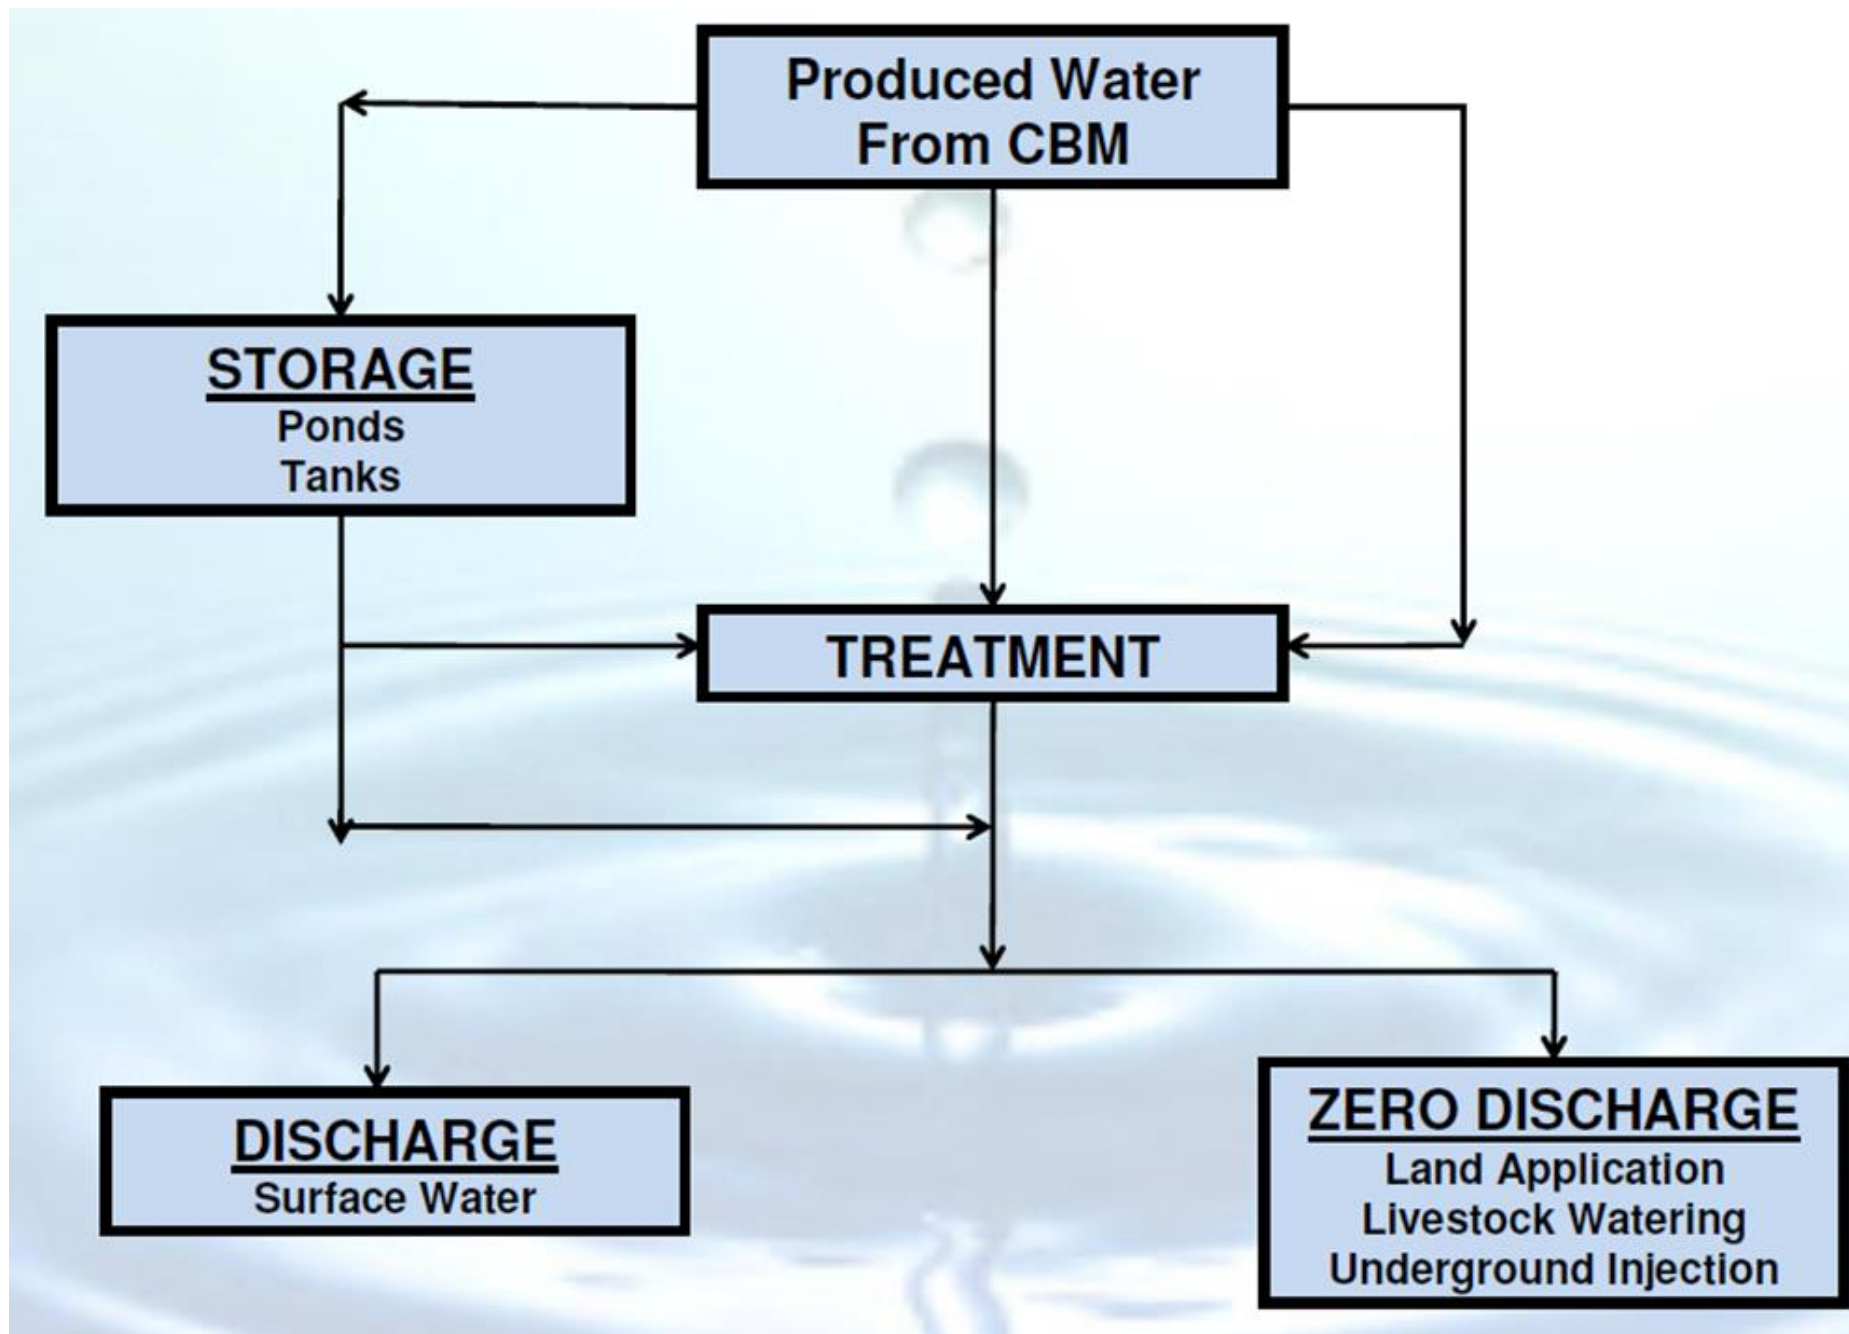 Produced Water
From CBM
STORAGE
Ponds
Tanks
TREATMENT
DISCHARGE
Surface Water
ZERO DISCHARGE
Land Application
Livestock Watering
Underground Injection